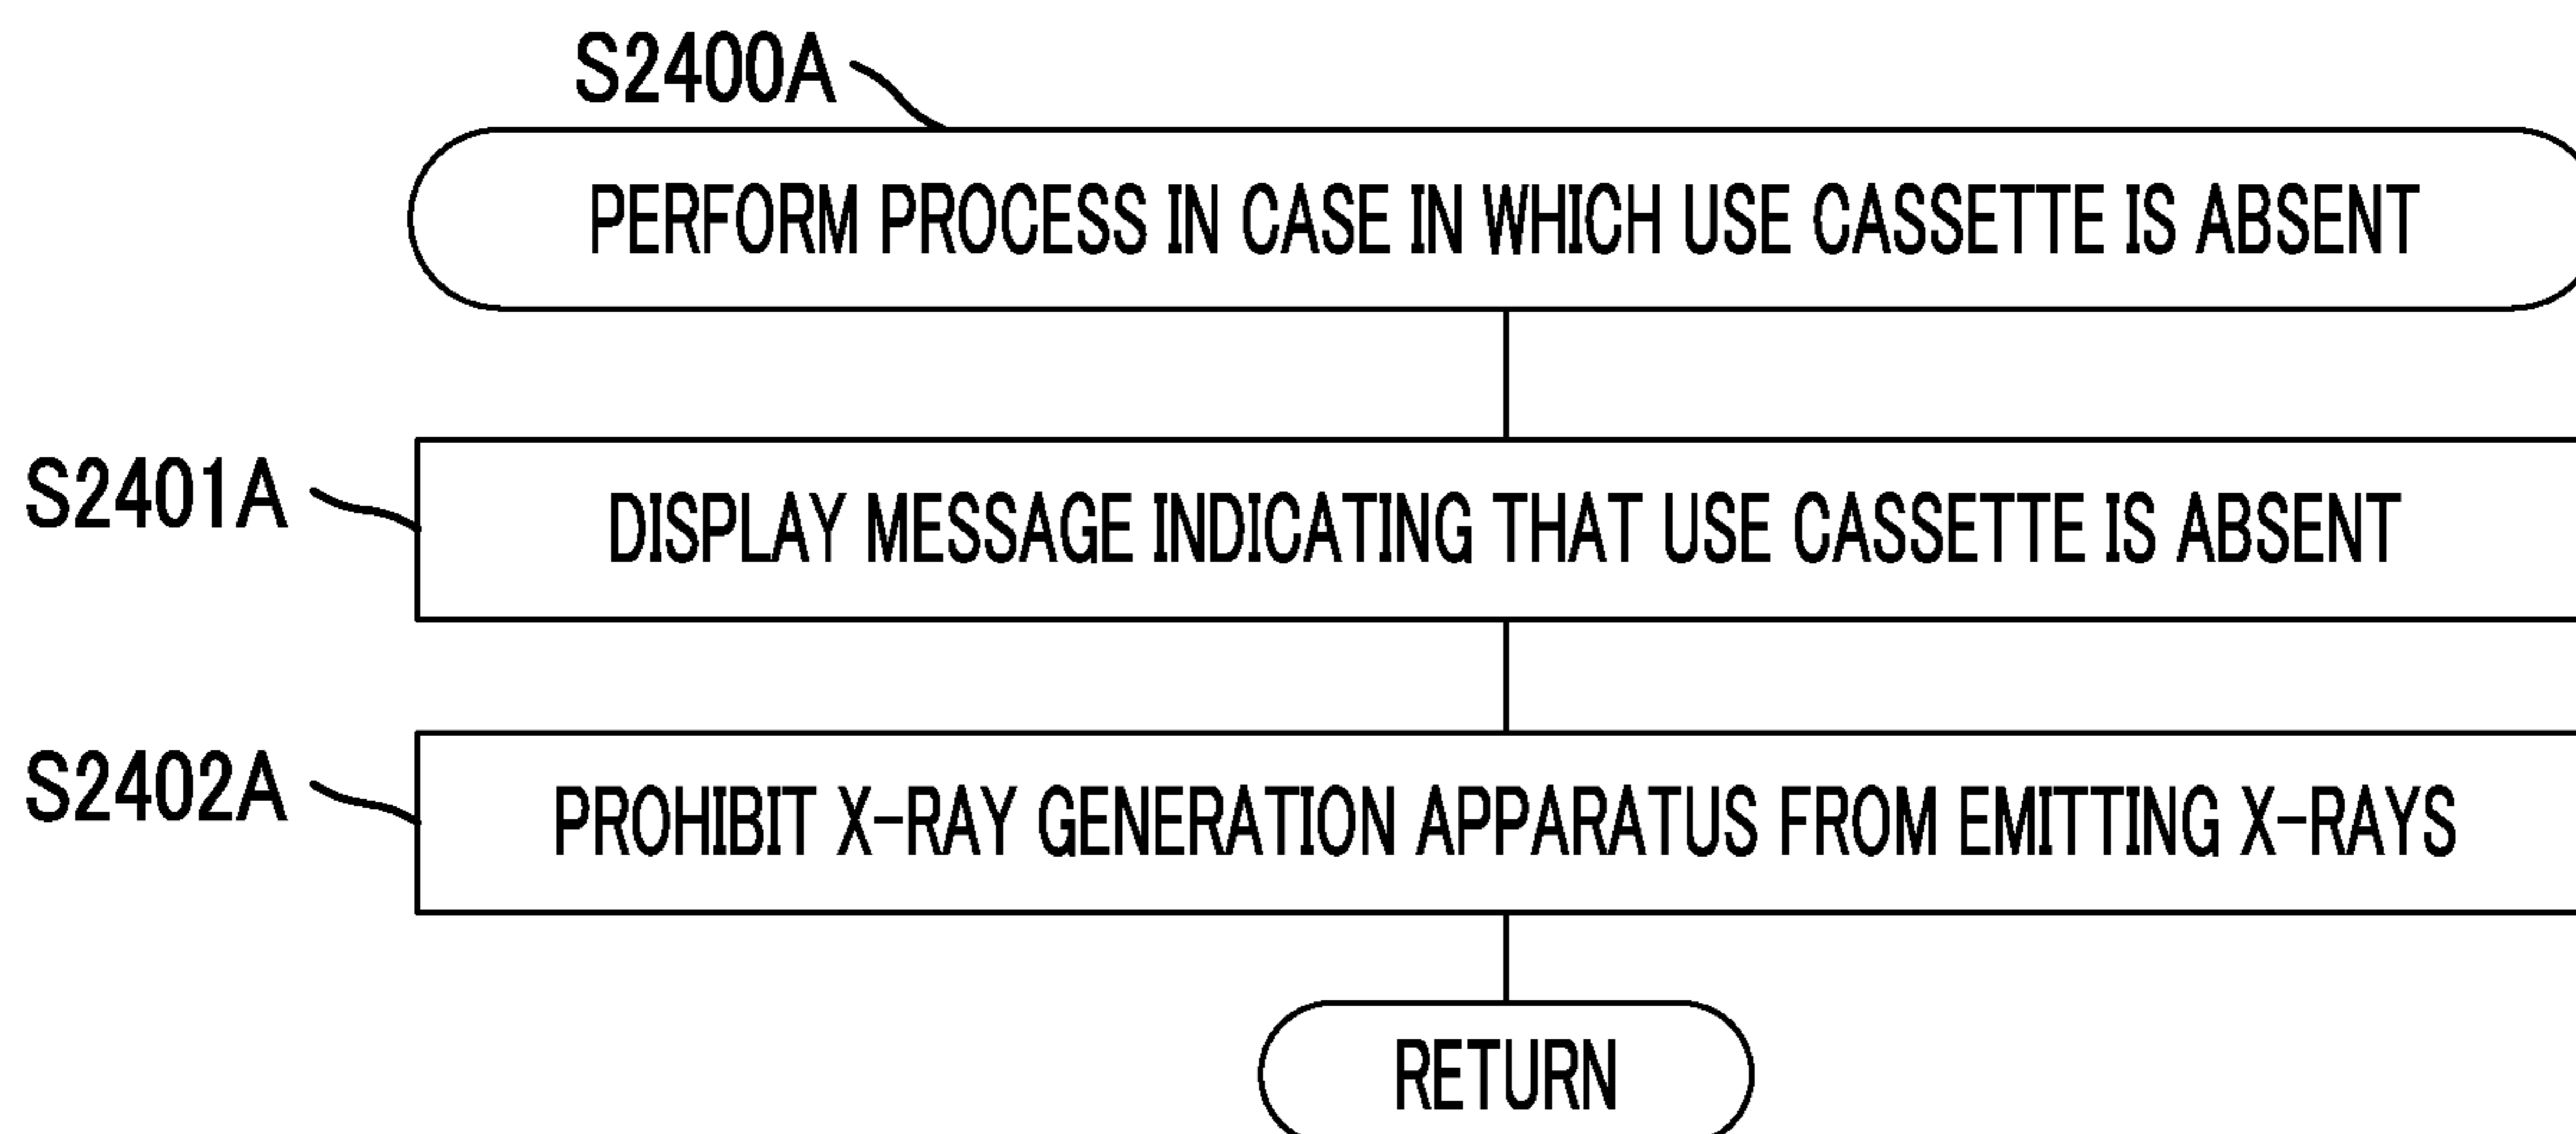 S2400A
PERFORM PROCESS IN CASE IN WHICH USE CASSETTE IS ABSENT
S2401A
DISPLAY MESSAGE INDICATING THAT USE CASSETTE IS ABSENT
S2402A
PROHIBIT X-RAY GENERATION APPARATUS FROM EMITTING X-RAYS
RETURN